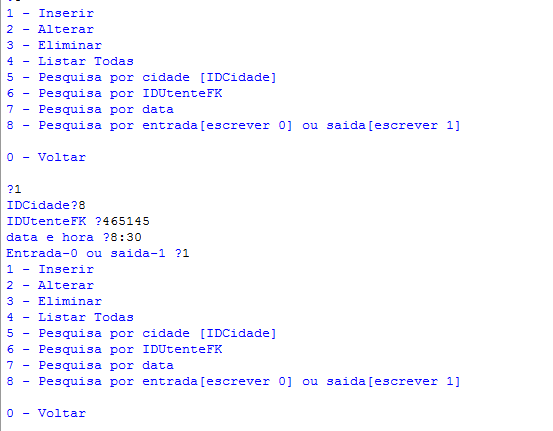 1 - Inserir
2 - Alterar
3 - Eliminar
4 - Listar Todas
5 - Pesquisa por cidade [IDCidade]
6 - Pesquisa por IDUtenteFK
7 - Pesquisa por data
8 - Pesquisa por entrada[escrever 0] ou saida[escrever 1]
0 - Voltar
?1
IDCidade?8
IDUtenteFK ?465145
data e hora ?8:30
Entrada-0 ou saida-1 ?1
1 - Inserir
2 - Alterar
3 - Eliminar
4 - Listar Todas
5 - Pesquisa por cidade [IDCidade]
6 - Pesquisa por IDUtenteFK
7 - Pesquisa por data
8 - Pesquisa por entrada[escrever 0] ou saida[escrever 1]
0 - Voltar